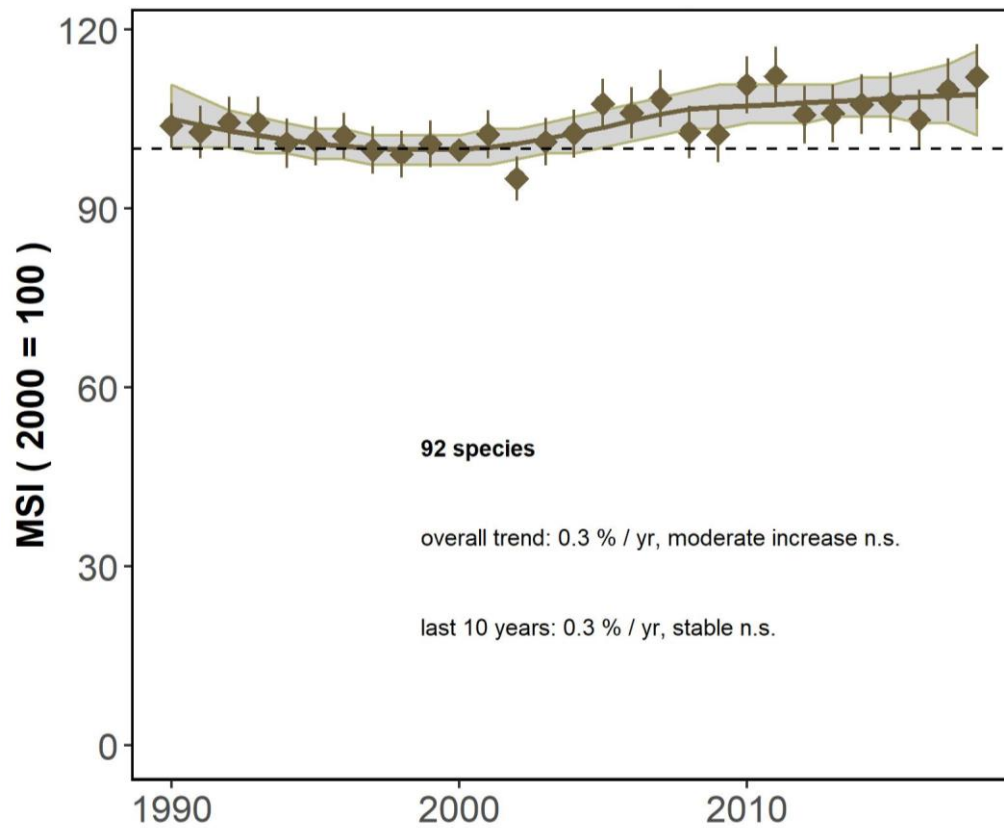 120
90
60
30
0
MSI ( 2000 = 100 )
92 species
overall trend: 0.3 % / yr, moderate increase n.s.
last 10 years: 0.3 % / yr, stable n.s.
1990
2000
2010